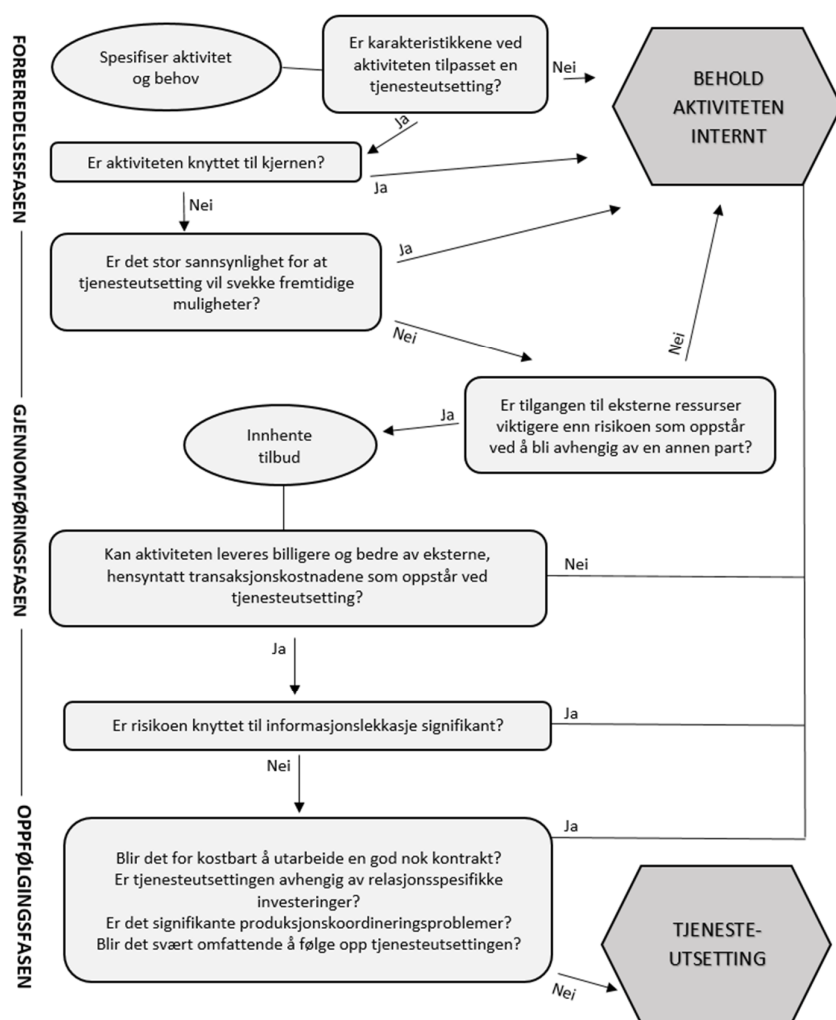 FORBEREDELSESFASEN
Spesifiser aktivitet
og behov
Er karakteristikkene ved
aktiviteten tilpasset en
tjenesteutsetting?
Nei
BEHOLD
AKTIVITETEN
INTERNT
Ja
Er aktiviteten knyttet til kjernen?
Ja
Nei
Er det stor sannsynlighet for at
tjenesteutsetting vil svekke fremtidige
muligheter?
Ja
Nei
Nei
GJENNOMFØRINGSFASEN
Er tilgangen til eksterne ressurser
viktigere enn risikoen som oppstår
ved å bli avhengig av en annen part?
Ja
Innhente
tilbud
Kan aktiviteten leveres billigere og bedre av eksterne,
hensyntatt transaksjonskostnadene som oppstår ved
tjenesteutsetting?
Nei
Ja
Er risikoen knyttet til informasjonslekkasje signifikant?
Ja
Nei
OPPFØLGINGSFASEN
Blir det for kostbart å utarbeide en god nok kontrakt?
Er tjenesteutsettingen avhengig av relasjonsspesifikke
investeringer?
Er det signifikante produksjonskoordineringsproblemer?
Blir det svært omfattende å følge opp tjenesteutsettingen?
Ja
Nei
TJENESTE-
UTSETTING